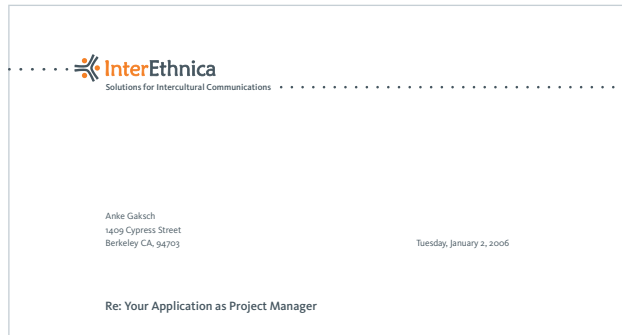 InterEthnica
Solutions for Intercultural Communications
Anke Gaksch
1409 Cypress Street
Berkeley CA, 94703
Tuesday, January 2, 2006
Re: Your Application as Project Manager